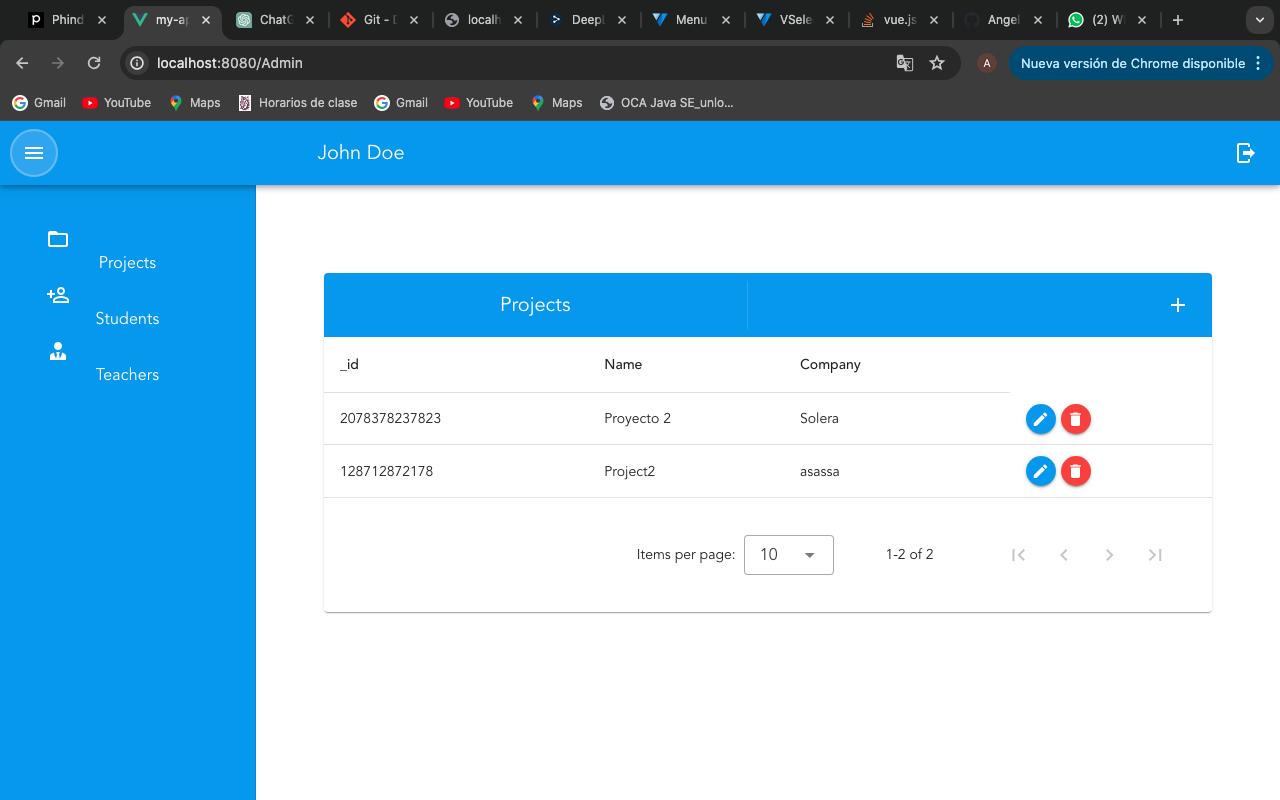 Phind my-ap ChatG Git - D localh DeepL Menu VSele vue.js Angel (2) W
localhost:8080/Admin A Nueva versión de Chrome disponible
Gmail YouTube Maps Horarios de clase Gmail YouTube Maps OCA Java SE_unlo...
John Doe
Projects
Students
Teachers
Projects
_id Name Company
2078378237823 Proyecto 2 Solera
128712872178 Project2 asassa
Items per page: 10 1-2 of 2